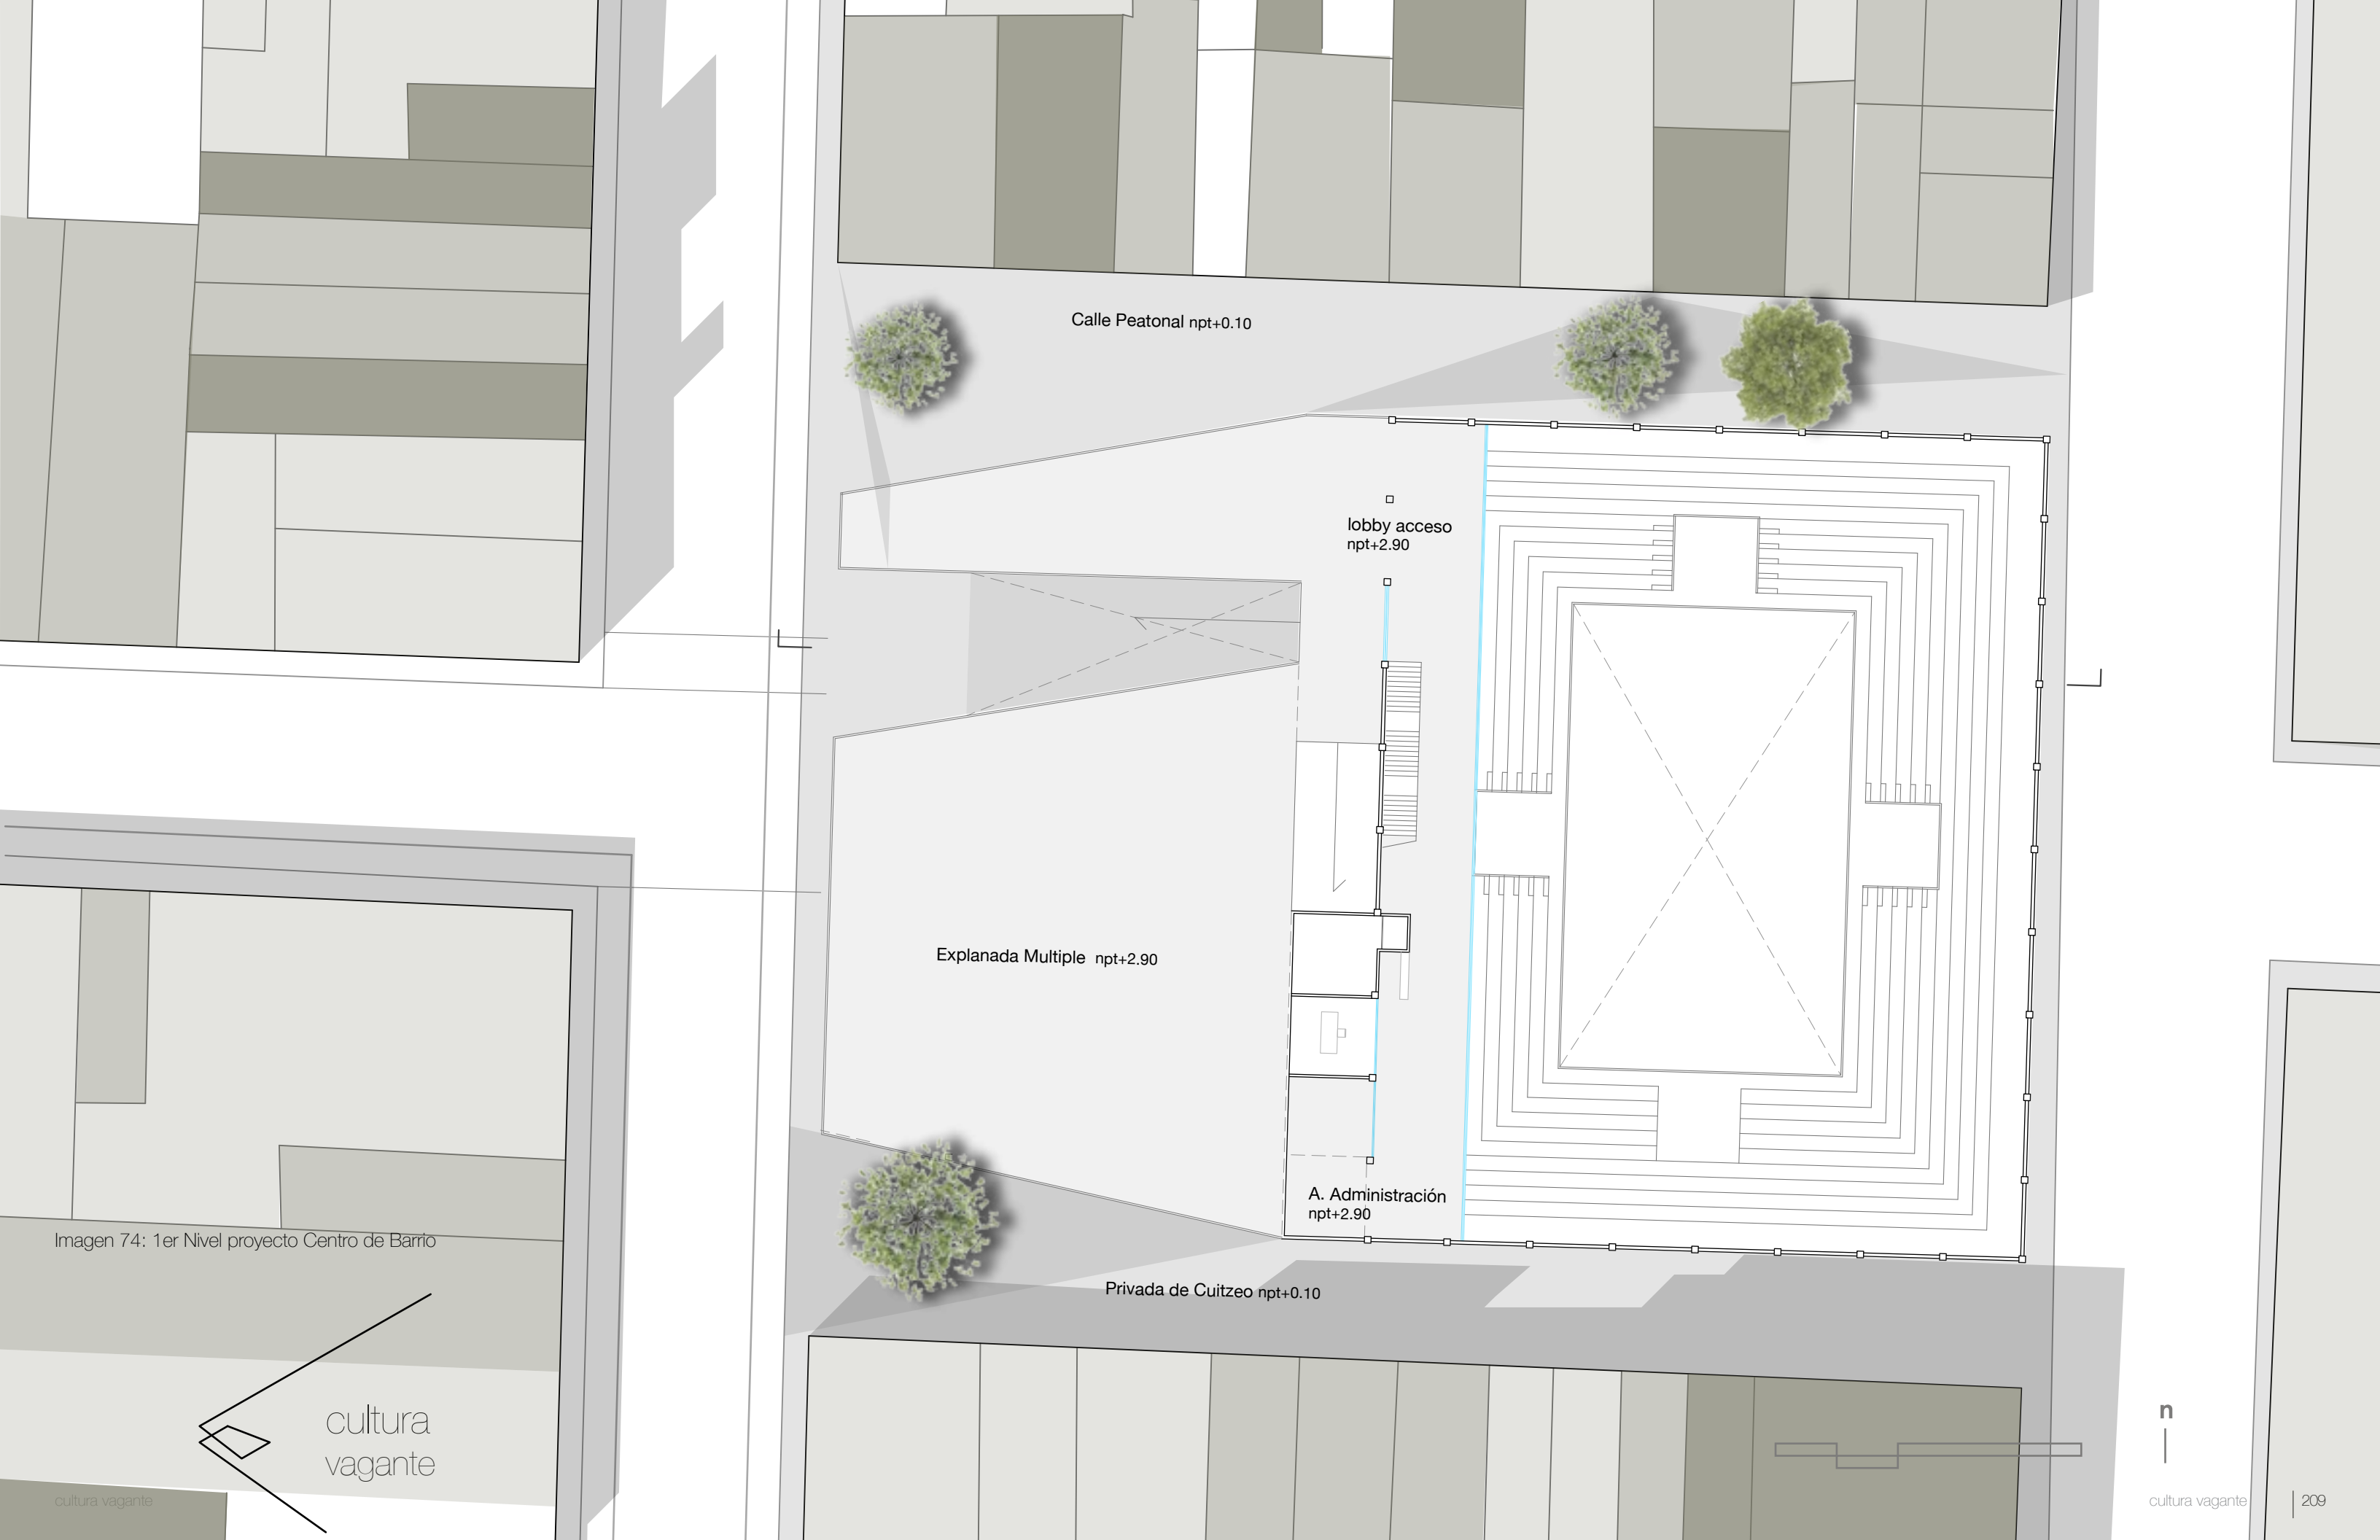 Calle Peatonal npt+0.10
lobby acceso
npt+2.90
Explanada Multiple npt+2.90
A. Administración
npt+2.90
Privada de Cuitzeo npt+0.10
Imagen 74: 1er Nivel proyecto Centro de Barrio
cultura
vagante
cultura vagante
n
cultura vagante
209